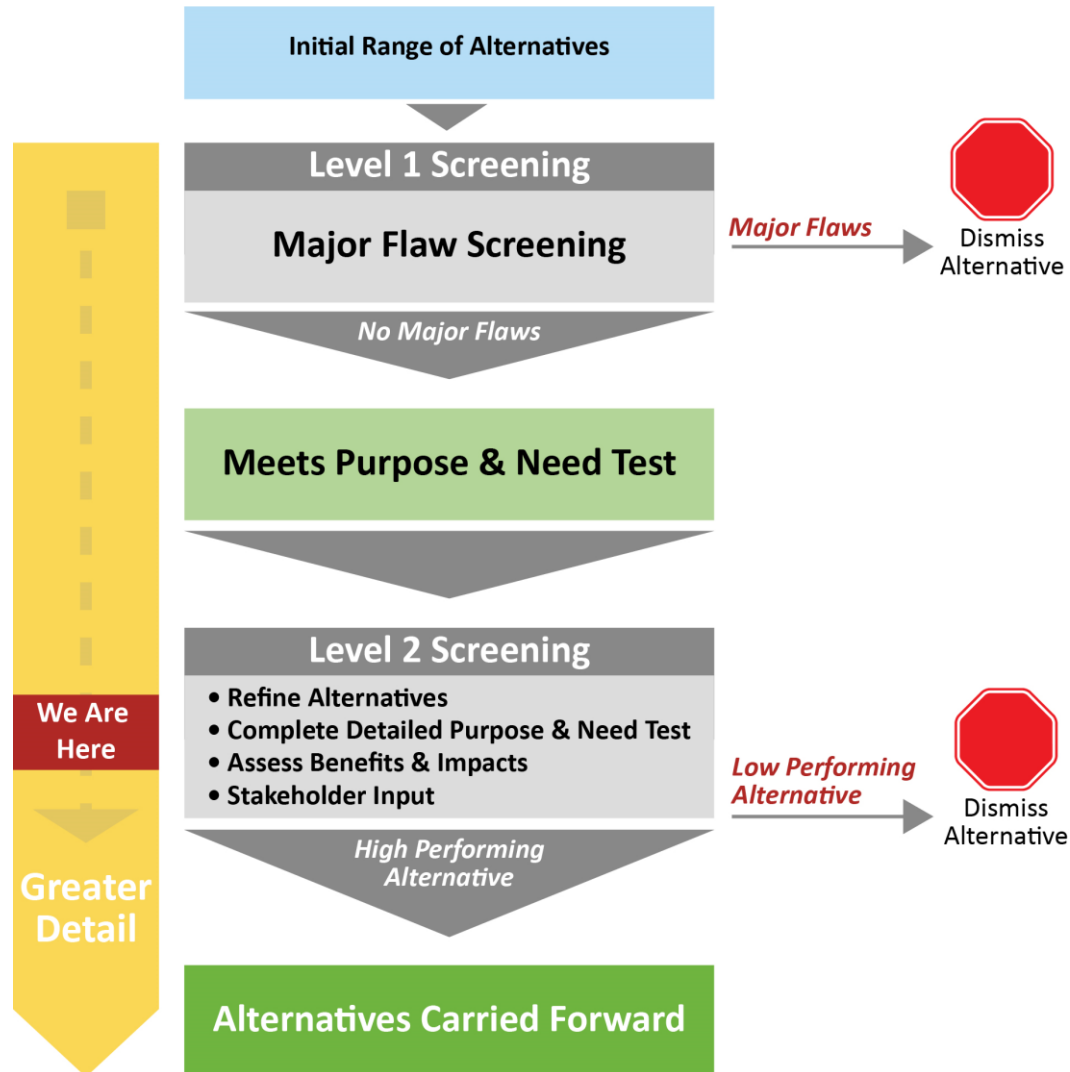 Initial Range of Alternatives
Level 1 Screening
Major Flaw Screening
Major Flaws
Dismiss
Alternative
No Major Flaws
Meets Purpose & Need Test
Level 2 Screening
• Refine Alternatives
• Complete Detailed Purpose & Need Test
• Assess Benefits & Impacts
• Stakeholder Input
We Are
Here
Low Performing
Alternative
Dismiss
Alternative
High Performing
Alternative
Greater
Detail
Alternatives Carried Forward